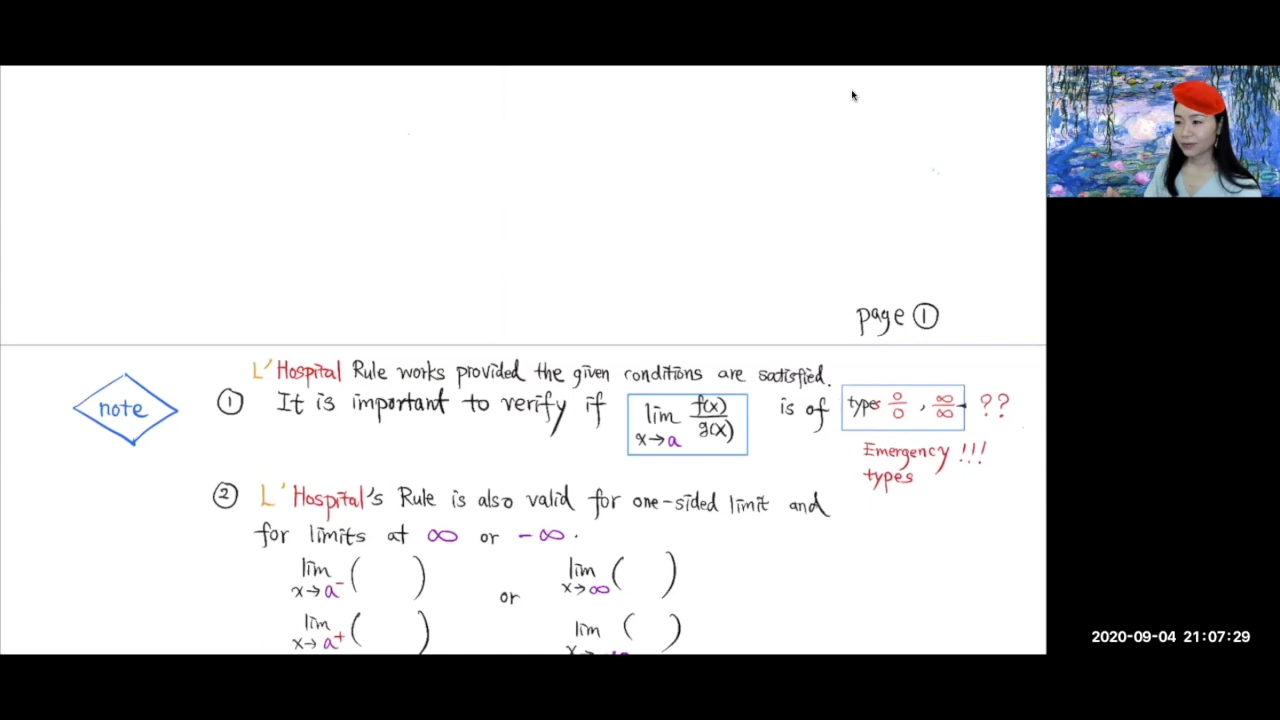 page ①
L'Hospital Rule works provided the given conditions are satisfied.
note
① It is important to verify if lim x→a f(x)/g(x) is of types 0/0, ∞/∞ ??
Emergency !!!
types
② L'Hospital's Rule is also valid for one-sided limit and
for limits at ∞ or -∞.
lim x→a⁻ ( ) or lim x→∞ ( )
lim x→a⁺ ( ) lim x→ ( )
2020-09-04 21:07:29